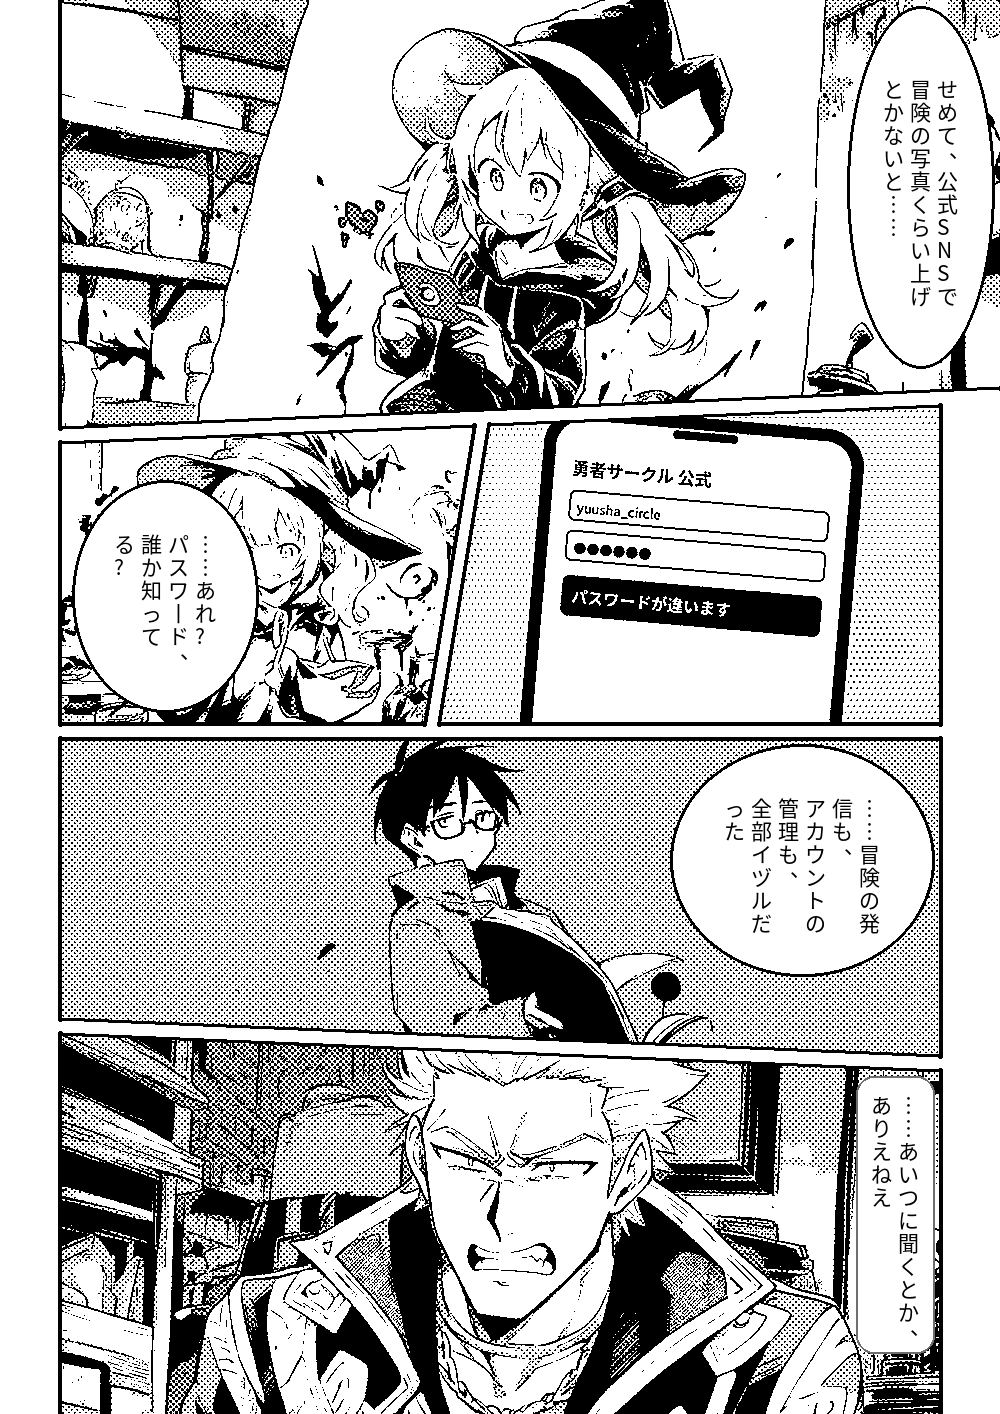 せめて、公式SNSで
冒険の写真くらい上げ
とかないと……
勇者サークル 公式
yuusha_circle
●●●●●●
パスワードが違います
……あれ?
パスワード、
誰か知って
る?
……冒険の発
信も、
アカウントの
管理も、
全部イヅルだ
った
……あいつに聞くとか、
ありえねえ